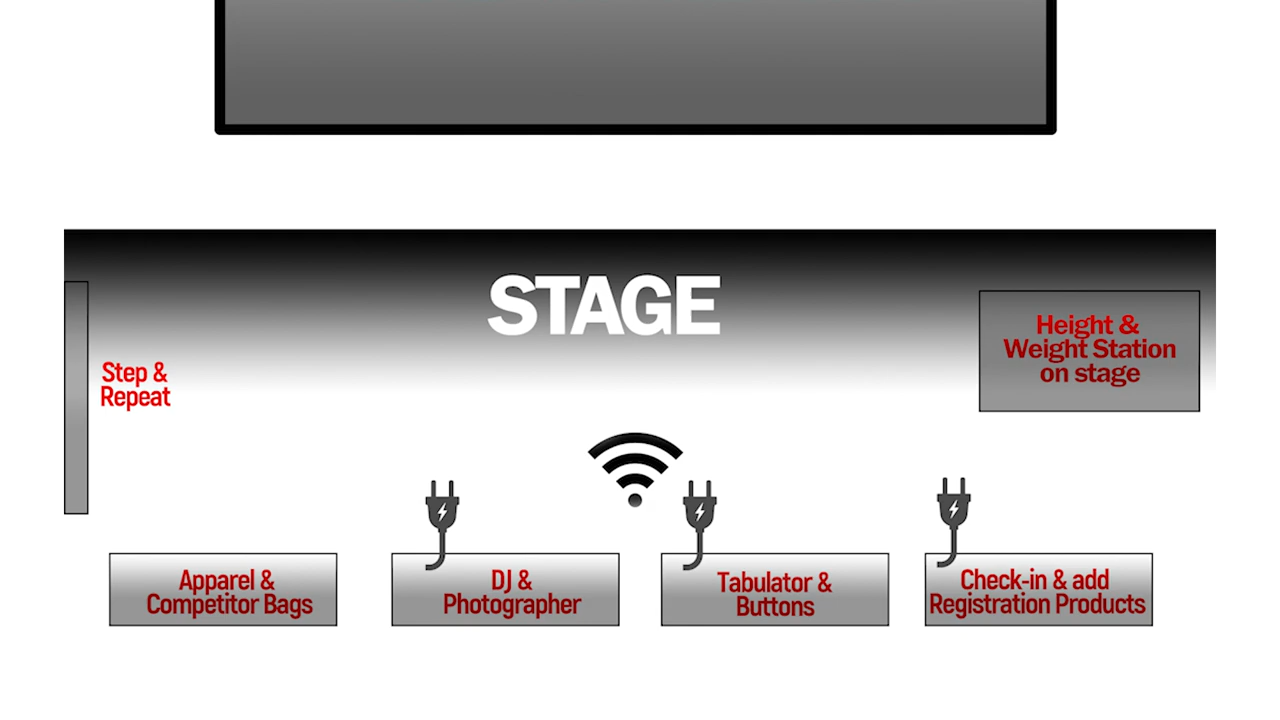 STAGE
Height &
Weight Station
on stage
Step &
Repeat
Apparel &
Competitor Bags
DJ &
Photographer
Tabulator &
Buttons
Check-in & add
Registration Products